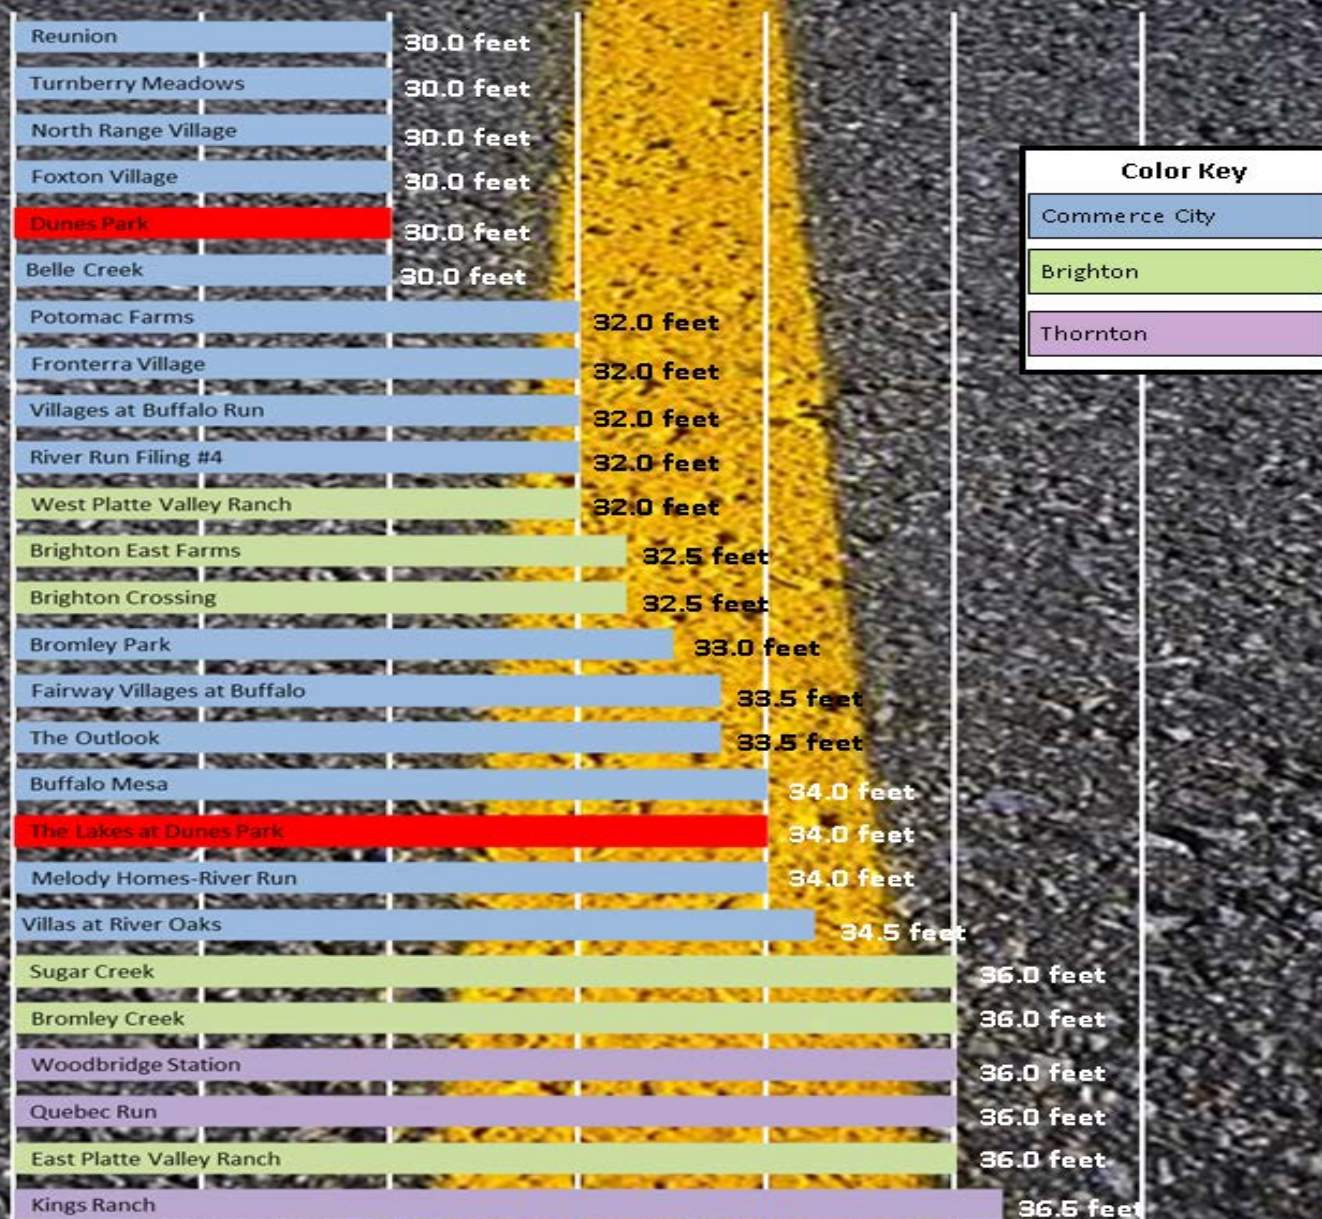 Reunion 30.0 feet
Turnberry Meadows 30.0 feet
North Range Village 30.0 feet
Foxton Village 30.0 feet
Dunes Park 30.0 feet
Belle Creek 30.0 feet
Potomac Farms 32.0 feet
Fronterra Village 32.0 feet
Villages at Buffalo Run 32.0 feet
River Run Filing #4 32.0 feet
West Platte Valley Ranch 32.0 feet
Brighton East Farms 32.5 feet
Brighton Crossing 32.5 feet
Bromley Park 33.0 feet
Fairway Villages at Buffalo 33.5 feet
The Outlook 33.5 feet
Buffalo Mesa 34.0 feet
The Lakes at Dunes Park 34.0 feet
Melody Homes-River Run 34.0 feet
Villas at River Oaks 34.5 feet
Sugar Creek 36.0 feet
Bromley Creek 36.0 feet
Woodbridge Station 36.0 feet
Quebec Run 36.0 feet
East Platte Valley Ranch 36.0 feet
Kings Ranch 36.5 feet
Color Key
Commerce City
Brighton
Thornton